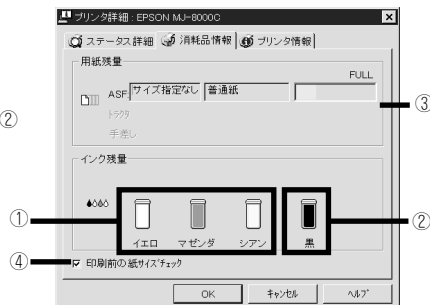 プリンタ詳細 : EPSON MJ-8000C
ステータス詳細 消耗品情報 プリンタ情報
用紙残量
FULL
ASF: サイズ指定なし 普通紙
③
②
トラクタ
手差し
インク残量
① ②
イエロ マゼンダ シアン 黒
④ 印刷前の紙サイズチェック
OK キャンセル ヘルプ